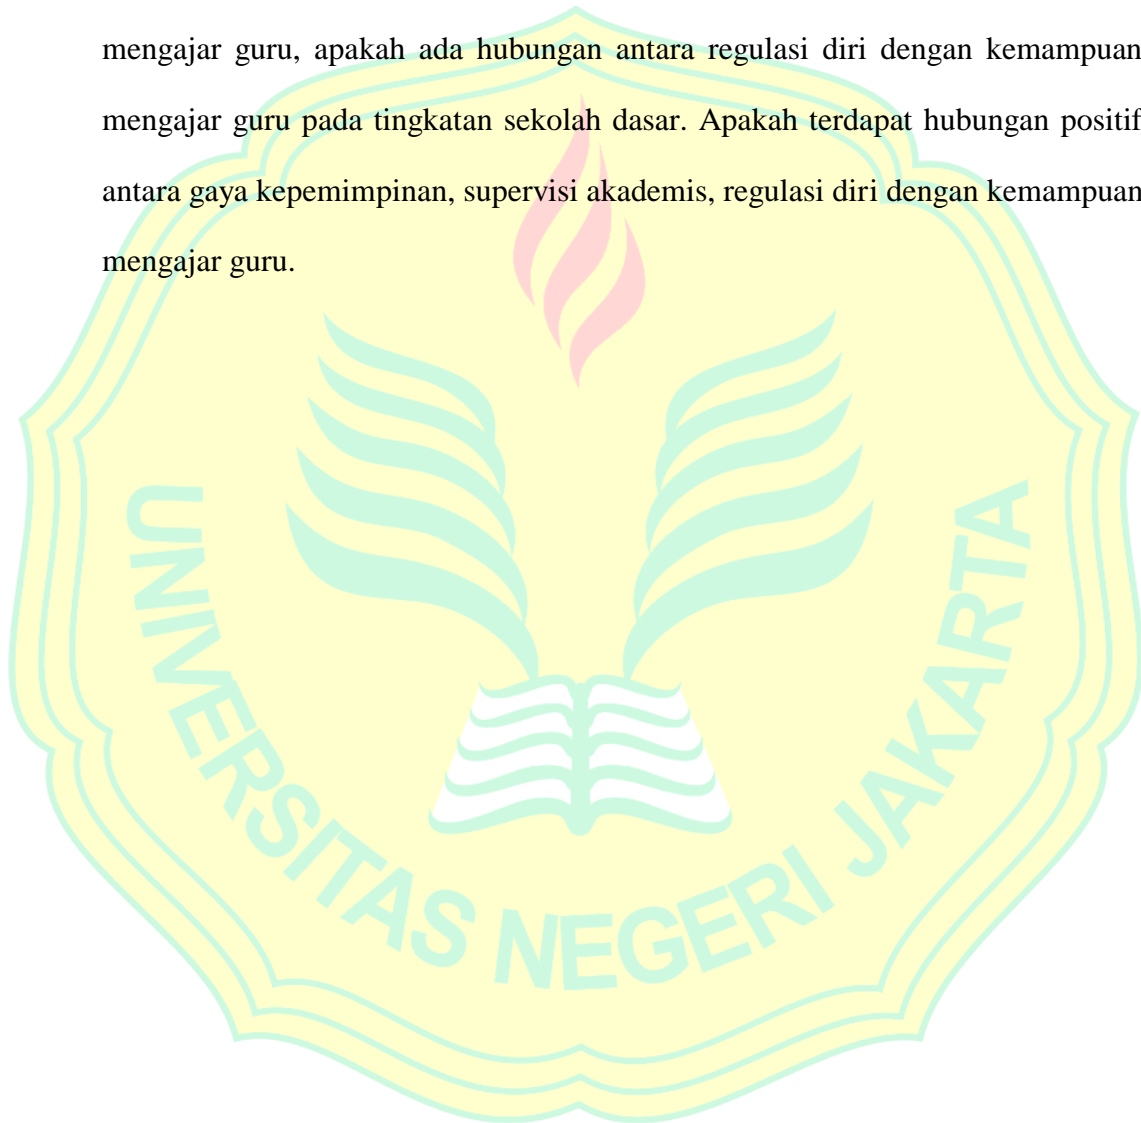 mengajar guru, apakah ada hubungan antara regulasi diri dengan kemampuan
mengajar guru pada tingkatan sekolah dasar. Apakah terdapat hubungan positif
antara gaya kepemimpinan, supervisi akademis, regulasi diri dengan kemampuan
mengajar guru.
UNIVERSITAS NEGERI JAKARTA